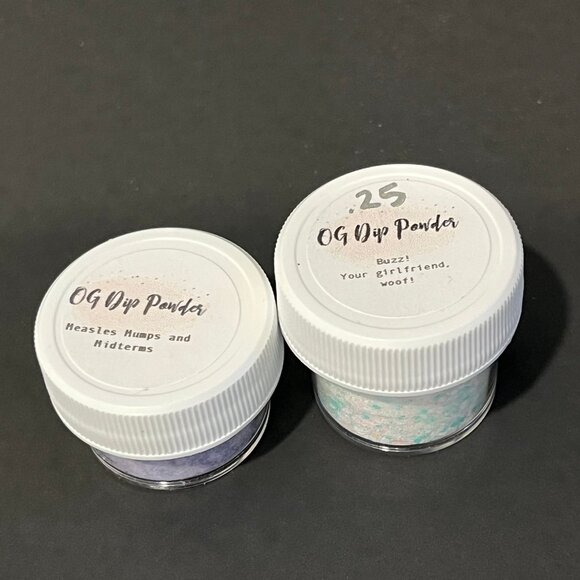 OG Dip Powder
Measles Mumps and
Midterms
.25
OG Dip Powder
Buzz!
Your girlfriend,
woof!